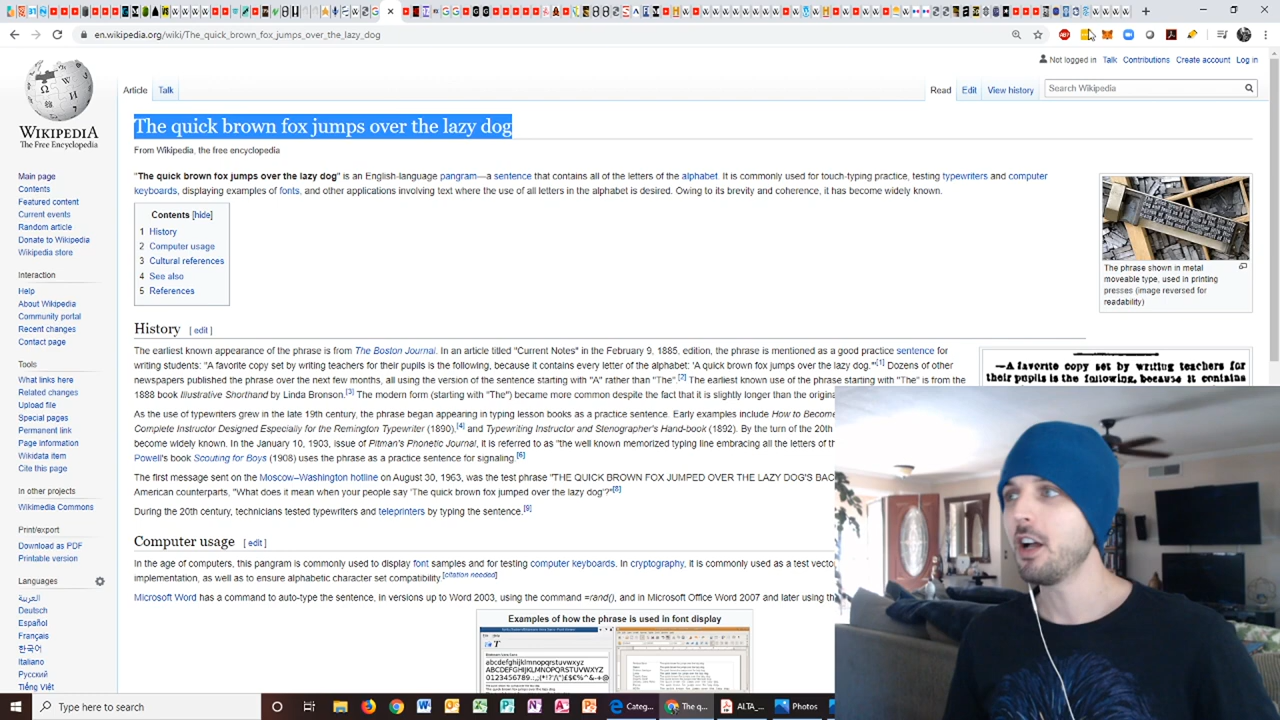 en.wikipedia.org/wiki/The_quick_brown_fox_jumps_over_the_lazy_dog
Not logged in Talk Contributions Create account Log in
Article Talk Read Edit View history Search Wikipedia
WIKIPEDIA
The Free Encyclopedia
The quick brown fox jumps over the lazy dog
From Wikipedia, the free encyclopedia
"The quick brown fox jumps over the lazy dog" is an English-language pangram—a sentence that contains all of the letters of the alphabet. It is commonly used for touch-typing practice, testing typewriters and computer
keyboards, displaying examples of fonts, and other applications involving text where the use of all letters in the alphabet is desired. Owing to its brevity and coherence, it has become widely known.
Contents [hide]
1 History
2 Computer usage
3 Cultural references
4 See also
5 References
The phrase shown in metal
moveable type, used in printing
presses (image reversed for
readability)
Main page
Contents
Featured content
Current events
Random article
Donate to Wikipedia
Wikipedia store
Interaction
Help
About Wikipedia
Community portal
Recent changes
Contact page
Tools
What links here
Related changes
Upload file
Special pages
Permanent link
Page information
Wikidata item
Cite this page
In other projects
Wikimedia Commons
Print/export
Download as PDF
Printable version
Languages
العربية
Deutsch
Español
Français
한국어
Italiano
Русский
Tiếng Việt
History [ edit ]
The earliest known appearance of the phrase is from The Boston Journal. In an article titled "Current Notes" in the February 9, 1885, edition, the phrase is mentioned as a good practice sentence for
writing students: "A favorite copy set by writing teachers for their pupils is the following, because it contains every letter of the alphabet: 'A quick brown fox jumps over the lazy dog.'"[1] Dozens of other
newspapers published the phrase over the next few months, all using the version of the sentence starting with "A" rather than "The".[2] The earliest known use of the phrase starting with "The" is from the
1888 book Illustrative Shorthand by Linda Bronson.[3] The modern form (starting with "The") became more common despite the fact that it is slightly longer than the
—A favorite copy set by writing teachers for
their pupils is the following, because it contains
As the use of typewriters grew in the late 19th century, the phrase began appearing in typing lesson books as a practice sentence. Early examples include How to Become
Complete Instructor Designed Especially for the Remington Typewriter (1890),[4] and Typewriting Instructor and Stenographer's Hand-book (1892). By the turn of the 20th
become widely known. In the January 10, 1903, issue of Pitman's Phonetic Journal, it is referred to as "the well known memorized typing line embracing all the letters of th
Powell's book Scouting for Boys (1908) uses the phrase as a practice sentence for signaling.[6]
The first message sent on the Moscow–Washington hotline on August 30, 1963, was the test phrase "THE QUICK BROWN FOX JUMPED OVER THE LAZY DOG'S BAC
American counterparts, "What does it mean when your people say 'The quick brown fox jumped over the lazy dog'?"[8]
During the 20th century, technicians tested typewriters and teleprinters by typing the sentence.[9]
Computer usage [ edit ]
In the age of computers, this pangram is commonly used to display font samples and for testing computer keyboards. In cryptography, it is commonly used as a test vecto
implementation, as well as to ensure alphabetic character set compatibility.[citation needed]
Microsoft Word has a command to auto-type the sentence, in versions up to Word 2003, using the command =rand(), and in Microsoft Office Word 2007 and later using the
Examples of how the phrase is used in font display
abcdefghijklmnopqrstuvwxyz
ABCDEFGHIJKLMNOPQRSTUVWXYZ
Type here to search Categ... The q... ALTA_... Photos